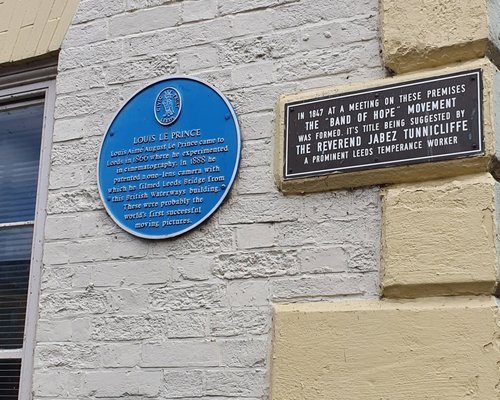 LOUIS LE PRINCE
Louis Aimé August Le Prince came to
Leeds in 1866 where he experimented
in cinematography. In 1888 he
patented a one-lens camera with
which he filmed Leeds Bridge from
this British Waterways building.
These were probably the
world's first successful
moving pictures.
IN 1847 AT A MEETING ON THESE PREMISES
THE "BAND OF HOPE" MOVEMENT
WAS FORMED. IT'S TITLE BEING SUGGESTED BY
THE REVEREND JABEZ TUNNICLIFFE
A PROMINENT LEEDS TEMPERANCE WORKER